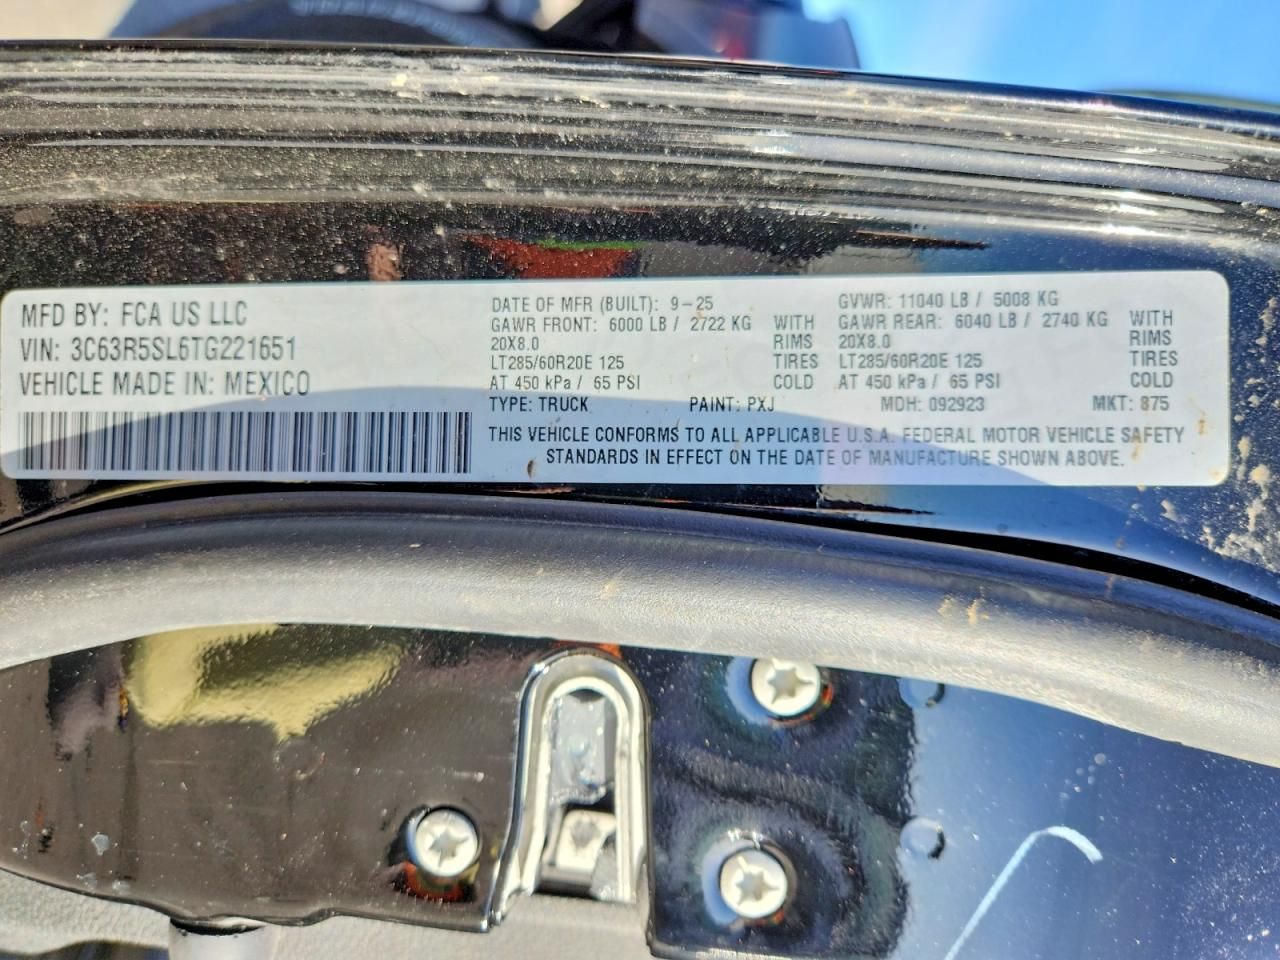 MFD BY: FCA US LLC
VIN: 3C63R5SL6TG221651
VEHICLE MADE IN: MEXICO
DATE OF MFR (BUILT): 9-25
GAWR FRONT: 6000 LB / 2722 KG WITH
20X8.0 RIMS
LT285/60R20E 125 TIRES
AT 450 kPa / 65 PSI COLD
GVWR: 11040 LB / 5008 KG
GAWR REAR: 6040 LB / 2740 KG WITH
20X8.0 RIMS
LT285/60R20E 125 TIRES
AT 450 kPa / 65 PSI COLD
TYPE: TRUCK PAINT: PXJ MDH: 092923 MKT: 875
THIS VEHICLE CONFORMS TO ALL APPLICABLE U.S.A. FEDERAL MOTOR VEHICLE SAFETY
STANDARDS IN EFFECT ON THE DATE OF MANUFACTURE SHOWN ABOVE.